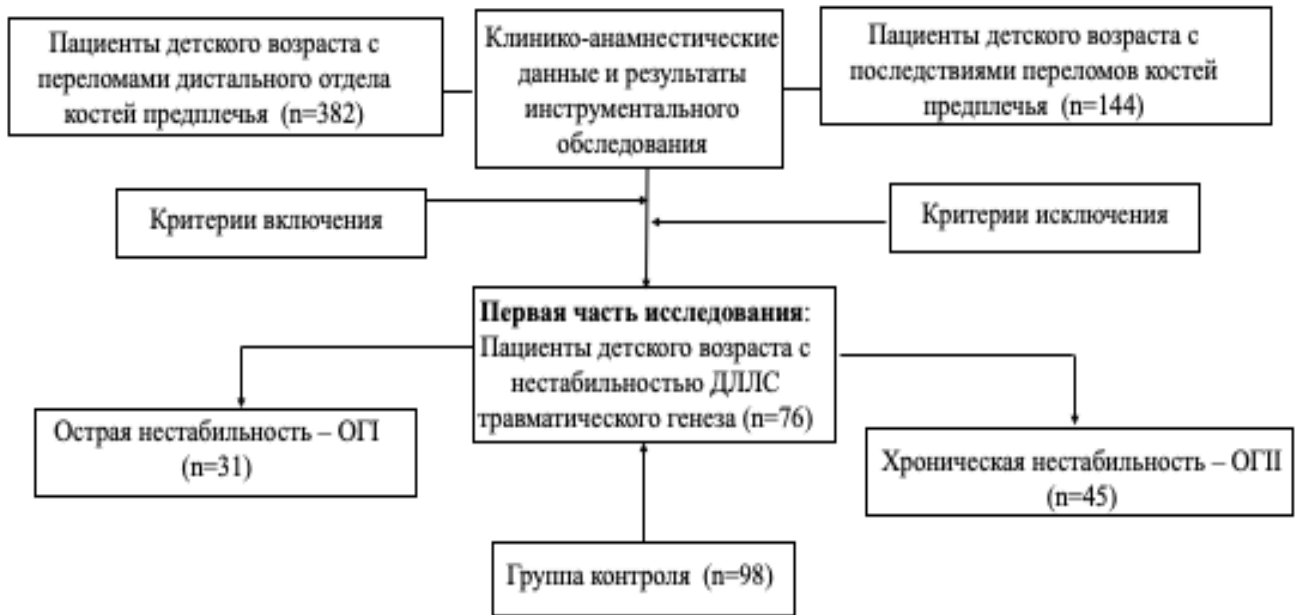 Пациенты детского возраста с
переломами дистального отдела
костей предплечья (n=382)
Клинико-анамнестические
данные и результаты
инструментального
обследования
Пациенты детского возраста с
последствиями переломов костей
предплечья (n=144)
Критерии включения
Критерии исключения
Первая часть исследования:
Пациенты детского возраста с
нестабильностью ДЛЛС
травматического генеза (n=76)
Острая нестабильность – ОГI
(n=31)
Хроническая нестабильность – ОГII
(n=45)
Группа контроля (n=98)